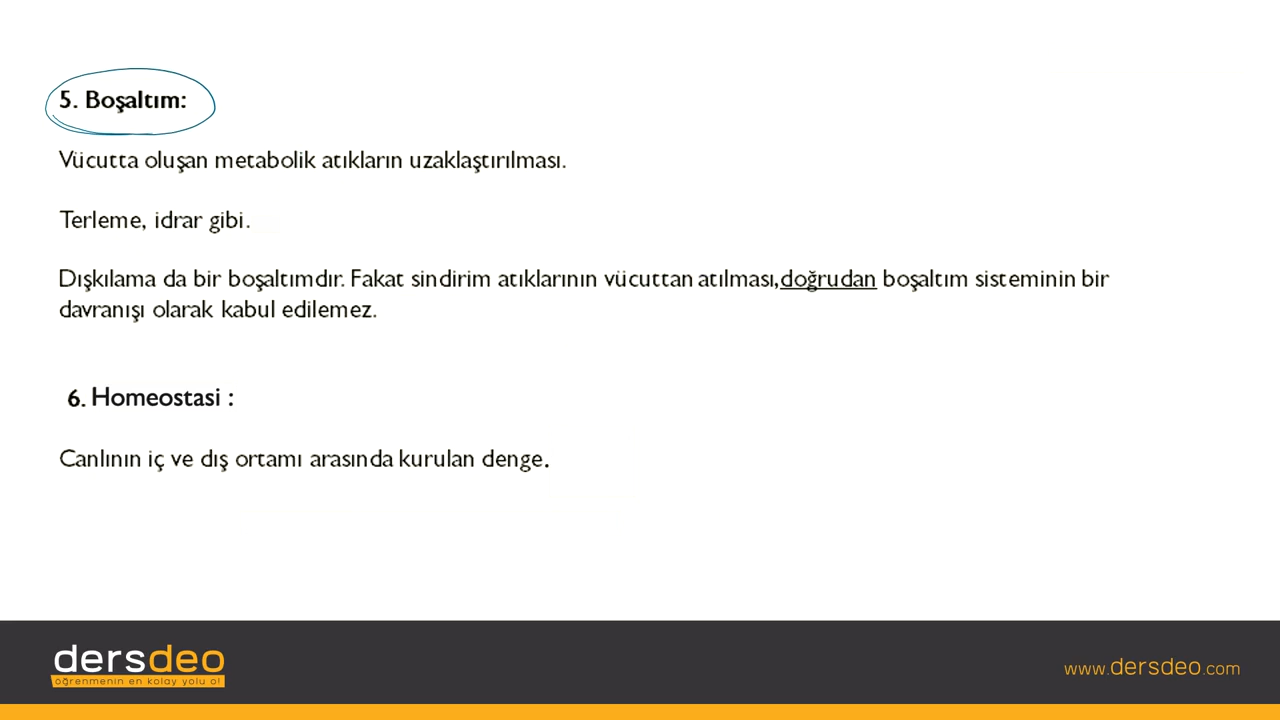 5. Boşaltım:
Vücutta oluşan metabolik atıkların uzaklaştırılması.
Terleme, idrar gibi.
Dışkılama da bir boşaltımdır. Fakat sindirim atıklarının vücuttan atılması,doğrudan boşaltım sisteminin bir
davranışı olarak kabul edilemez.
6. Homeostasi :
Canlının iç ve dış ortamı arasında kurulan denge.
dersdeo
öğrenmenin en kolay yolu o!
www.dersdeo.com